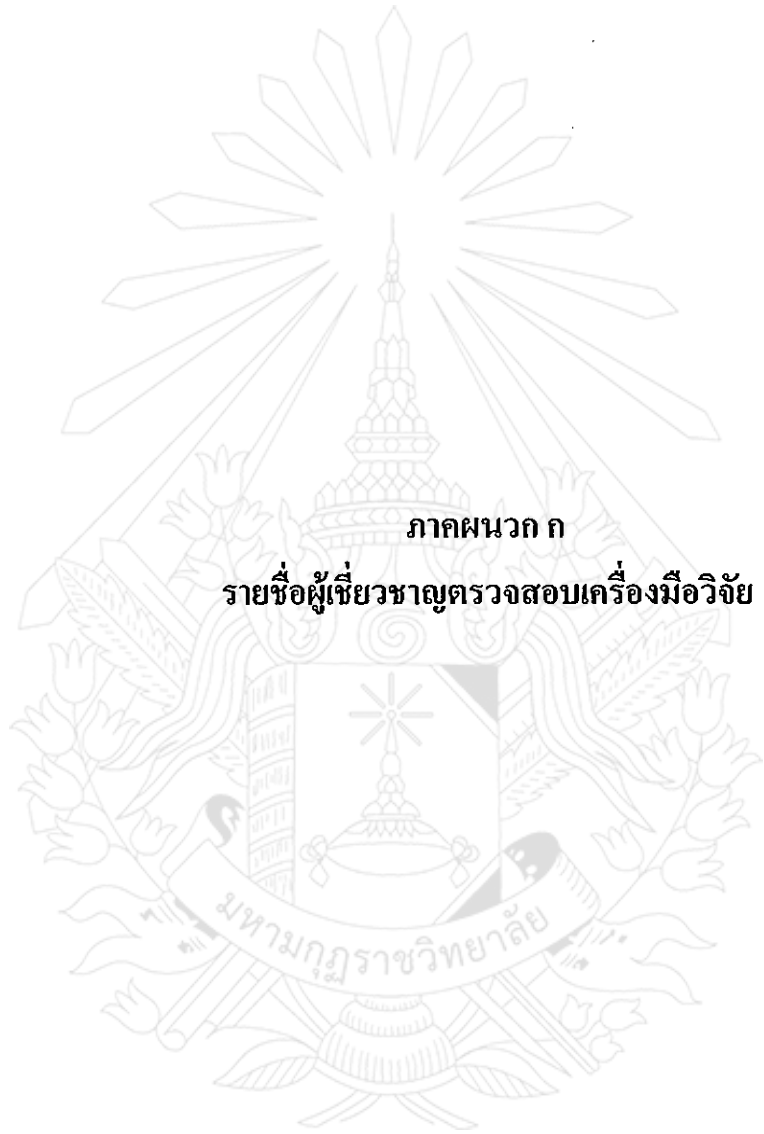 ภาคผนวก ก
รายชื่อผู้เชี่ยวชาญตรวจสอบเครื่องมือวิจัย
มหามกุฏราชวิทยาลัย